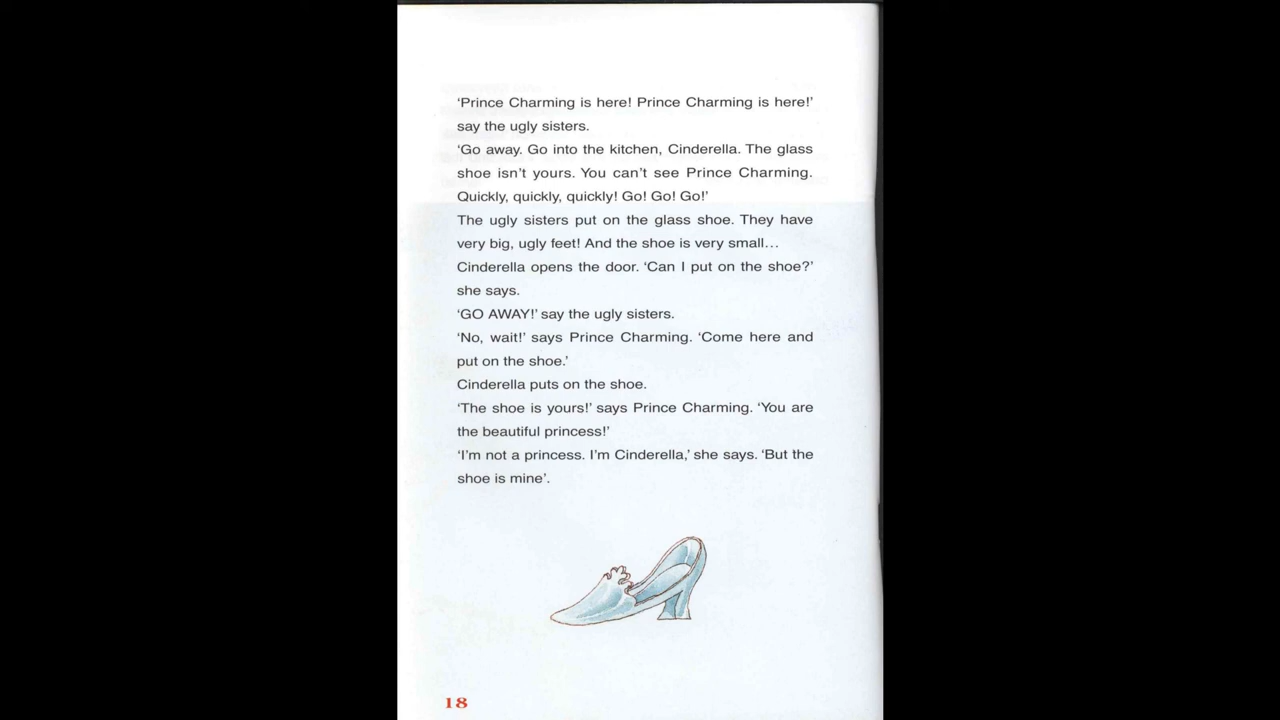 ‘Prince Charming is here! Prince Charming is here!’
say the ugly sisters.
‘Go away. Go into the kitchen, Cinderella. The glass
shoe isn’t yours. You can’t see Prince Charming.
Quickly, quickly, quickly! Go! Go! Go!’
The ugly sisters put on the glass shoe. They have
very big, ugly feet! And the shoe is very small...
Cinderella opens the door. ‘Can I put on the shoe?’
she says.
‘GO AWAY!’ say the ugly sisters.
‘No, wait!’ says Prince Charming. ‘Come here and
put on the shoe.’
Cinderella puts on the shoe.
‘The shoe is yours!’ says Prince Charming. ‘You are
the beautiful princess!’
‘I’m not a princess. I’m Cinderella,’ she says. ‘But the
shoe is mine’.
18